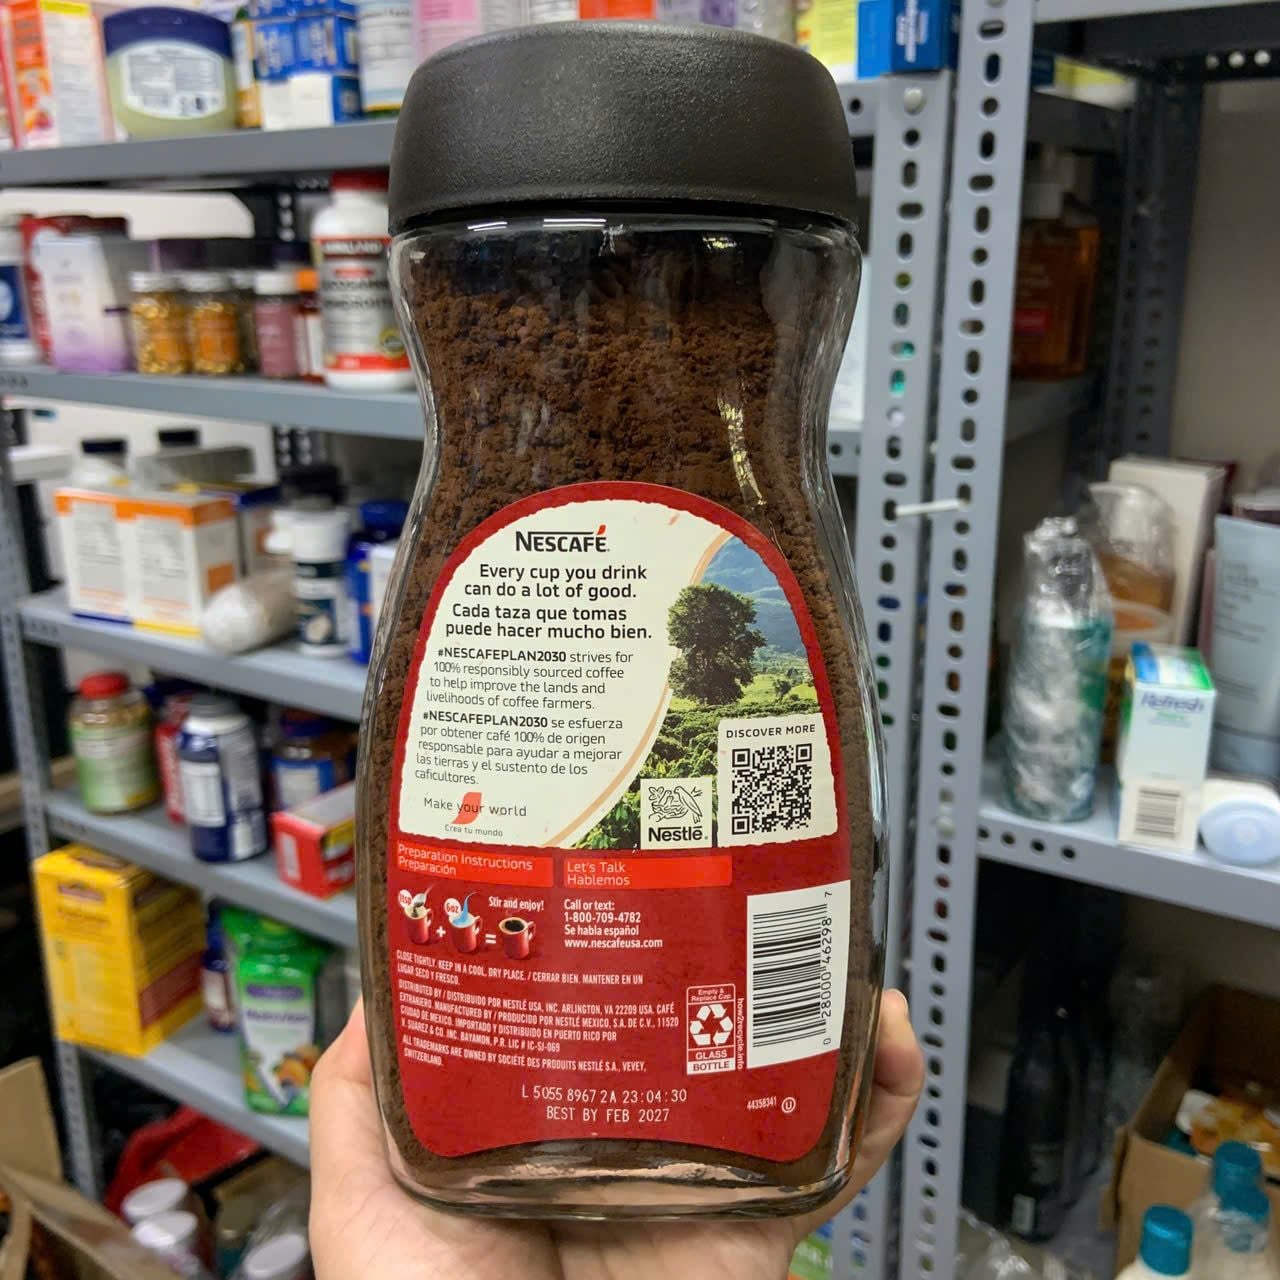 NESCAFÉ
Every cup you drink
can do a lot of good.
Cada taza que tomas
puede hacer mucho bien.
#NESCAFEPLAN2030 strives for
100% responsibly sourced coffee
to help improve the lands and
livelihoods of coffee farmers.
#NESCAFEPLAN2030 se esfuerza
por obtener café 100% de origen
responsable para ayudar a mejorar
las tierras y el sustento de los
caficultores.
Make your world
Crea tu mundo
DISCOVER MORE
Nestlé
Preparation Instructions
Preparación
1tsp
6oz
Stir and enjoy!
+ =
Let's Talk
Hablemos
Call or text:
1-800-709-4782
Se habla español
www.nescafeusa.com
CLOSE TIGHTLY. KEEP IN A COOL, DRY PLACE. / CERRAR BIEN. MANTENER EN UN
LUGAR SECO Y FRESCO.
DISTRIBUTED BY / DISTRIBUIDO POR NESTLÉ USA, INC. ARLINGTON, VA 22209 USA. CAFÉ
EXTRANJERO. MANUFACTURED BY / PRODUCIDO POR NESTLÉ MEXICO, S.A. DE C.V., 11520
CIUDAD DE MEXICO. IMPORTADO Y DISTRIBUIDO EN PUERTO RICO POR
V. SUAREZ & CO. INC. BAYAMON, P.R. LIC # IC-SJ-069
ALL TRADEMARKS ARE OWNED BY SOCIÉTÉ DES PRODUITS NESTLÉ S.A., VEVEY,
SWITZERLAND.
Empty &
Replace Cap
GLASS
BOTTLE
how2recycle.info
0 28000 46298 7
L 5055 8967 2A 23:04:30
BEST BY FEB 2027
44358341 U
KIRKLAND
Refresh